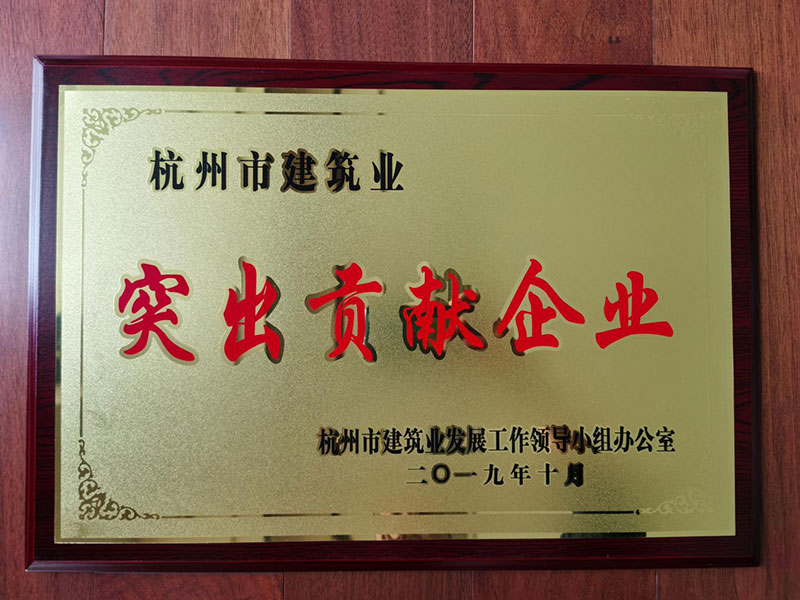 杭州市建筑业
突出贡献企业
杭州市建筑业发展工作领导小组办公室
二〇一九年十月